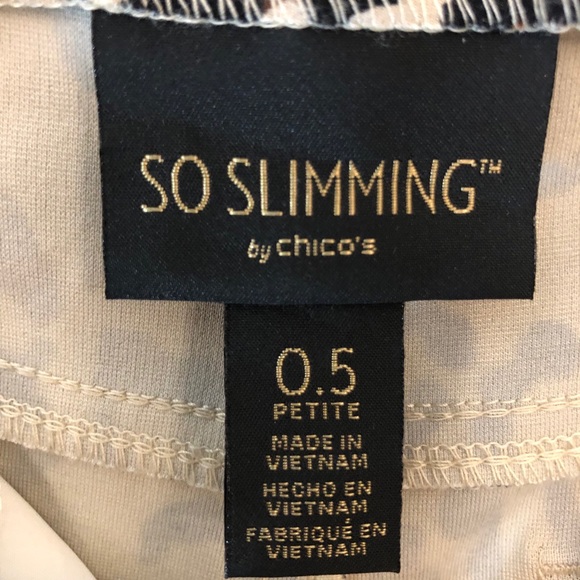 SO SLIMMING™
by chico's
0.5
PETITE
MADE IN
VIETNAM
HECHO EN
VIETNAM
FABRIQUÉ EN
VIETNAM